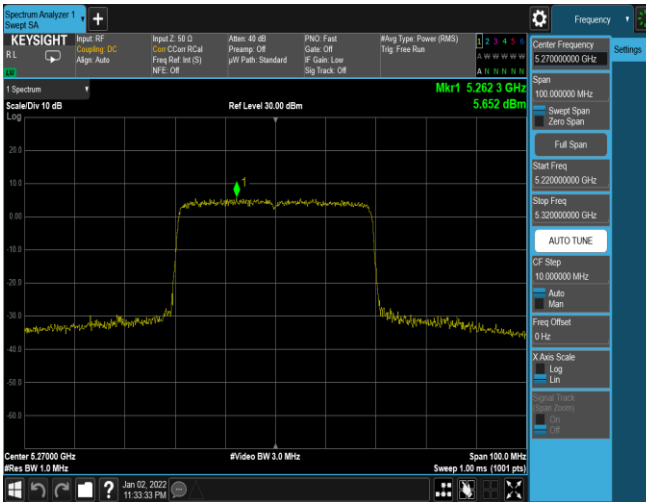 Spectrum Analyzer 1
Swept SA
+
Frequency
KEYSIGHT
RL
LW
Input: RF
Coupling: DC
Align: Auto
Input Z: 50 Ω
Corr CCorr RCal
Freq Ref: Int (S)
NFE: Off
Atten: 40 dB
Preamp: Off
µW Path: Standard
PNO: Fast
Gate: Off
IF Gain: Low
Sig Track: Off
#Avg Type: Power (RMS)
Trig: Free Run
1 2 3 4 5 6
A W W W W W
A N N N N N
1 Spectrum
Scale/Div 10 dB
Log
Ref Level 30.00 dBm
Mkr1 5.262 3 GHz
5.652 dBm
20.0
10.0
0.00
-10.0
-20.0
-30.0
-40.0
-50.0
-60.0
1
Center 5.27000 GHz
#Res BW 1.0 MHz
#Video BW 3.0 MHz
Span 100.0 MHz
Sweep 1.00 ms (1001 pts)
Center Frequency
5.270000000 GHz
Settings
Span
100.000000 MHz
Swept Span
Zero Span
Full Span
Start Freq
5.220000000 GHz
Stop Freq
5.320000000 GHz
AUTO TUNE
CF Step
10.000000 MHz
Auto
Man
Freq Offset
0 Hz
X Axis Scale
Log
Lin
Signal Track
(Span Zoom)
On
Off
?
Jan 02, 2022
11:33:33 PM